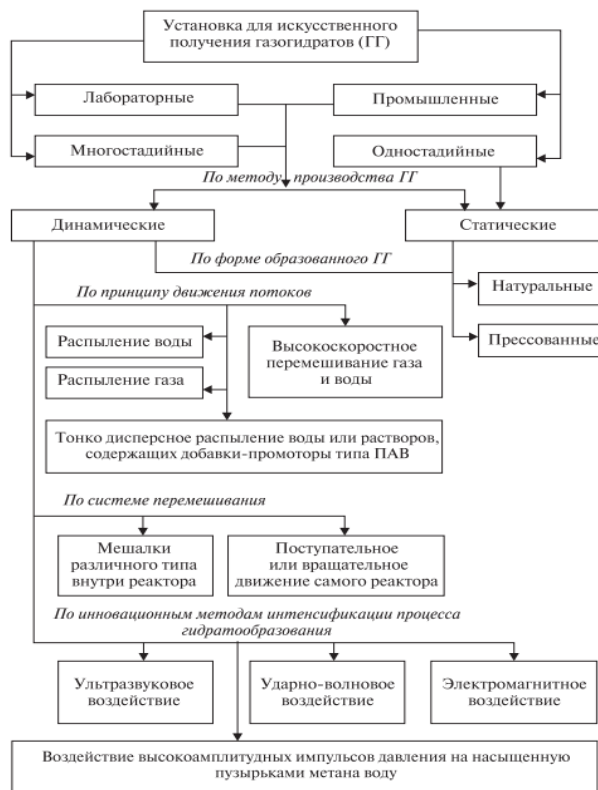 Установка для искусственного
получения газогидратов (ГГ)
Лабораторные
Промышленные
Многостадийные
Одностадийные
По методу производства ГГ
Динамические
Статические
По форме образованного ГГ
Натуральные
По принципу движения потоков
Распыление воды
Высокоскоростное
перемешивание газа
и воды
Прессованные
Распыление газа
Тонко дисперсное распыление воды или растворов,
содержащих добавки-промоторы типа ПАВ
По системе перемешивания
Мешалки
различного типа
внутри реактора
Поступательное
или вращательное
движение самого реактора
По инновационным методам интенсификации процесса
гидратообразования
Ультразвуковое
воздействие
Ударно-волновое
воздействие
Электромагнитное
воздействие
Воздействие высокоамплитудных импульсов давления на насыщенную
пузырьками метана воду